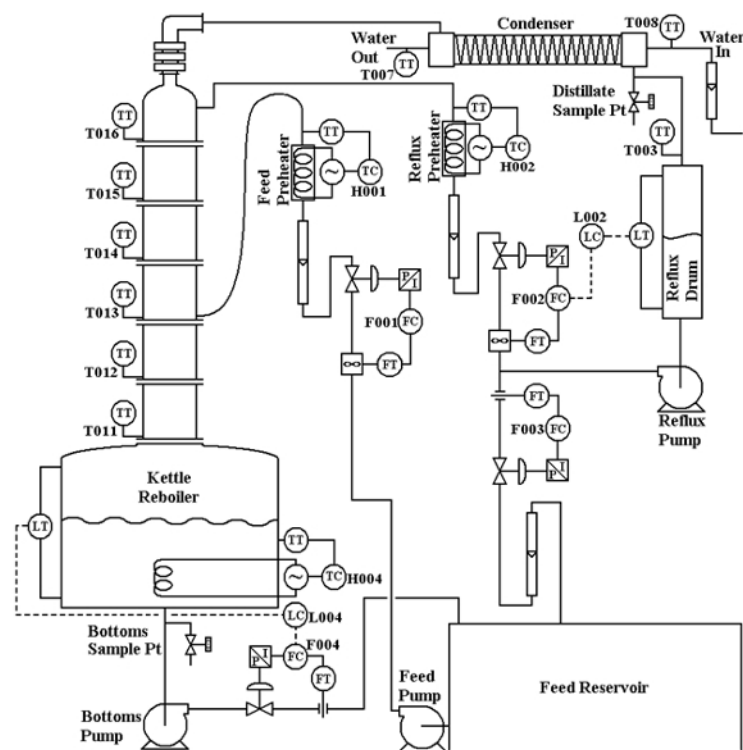 Condenser
T008
TT
Water
Out
T007
TT
Water
In
TT
T016
Distillate
Sample Pt
TT
T003
TT
TC
H001
Feed
Preheater
TT
TC
H002
Reflux
Preheater
TT
T015
L002
LC
LT
Reflux
Drum
TT
T014
P
I
P
I
TT
T013
F002
FC
F001
FC
FT
FT
TT
T012
FT
Reflux
Pump
TT
T011
F003
FC
P
I
Kettle
Reboiler
LT
TT
TC
H004
LC
L004
Bottoms
Sample Pt
F004
P
I
FC
FT
Feed
Pump
Feed Reservoir
Bottoms
Pump